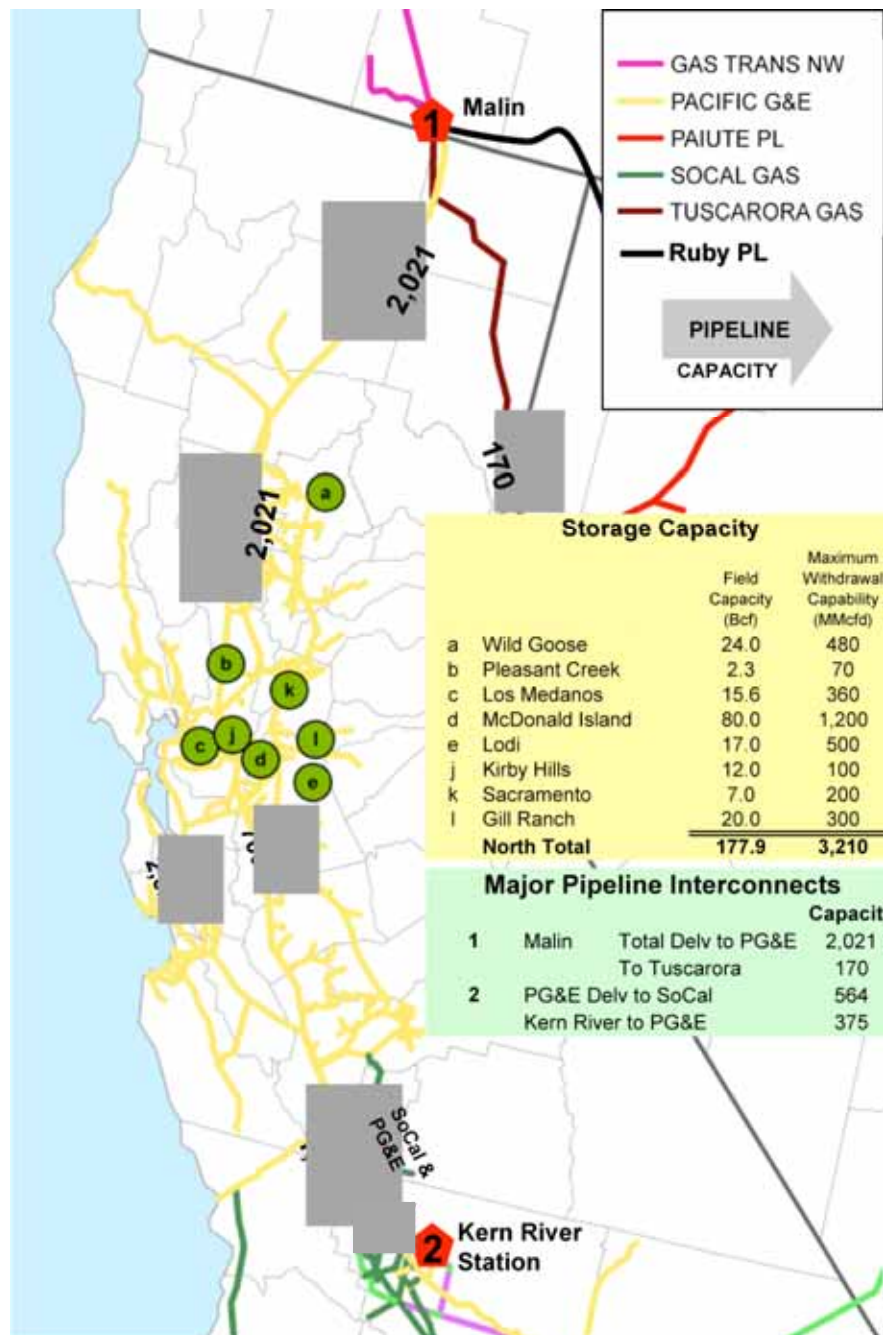 GAS TRANS NW
PACIFIC G&E
PAIUTE PL
SOCAL GAS
TUSCARORA GAS
Ruby PL
PIPELINE
CAPACITY
1
Malin
2,021
170
2,021
a
b
k
c
j
d
l
e
SoCal &
PG&E
2
Kern River
Station
Storage Capacity
Field Capacity (Bcf)
Maximum Withdrawal Capability (MMcfd)
a Wild Goose 24.0 480
b Pleasant Creek 2.3 70
c Los Medanos 15.6 360
d McDonald Island 80.0 1,200
e Lodi 17.0 500
j Kirby Hills 12.0 100
k Sacramento 7.0 200
l Gill Ranch 20.0 300
North Total 177.9 3,210
Major Pipeline Interconnects
Capacit
1 Malin Total Delv to PG&E 2,021
To Tuscarora 170
2 PG&E Delv to SoCal 564
Kern River to PG&E 375